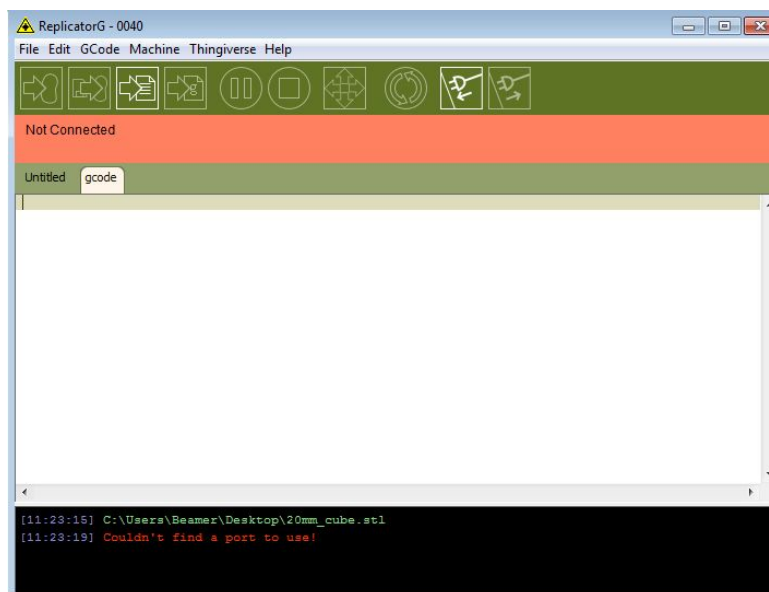 ReplicatorG - 0040
File Edit GCode Machine Thingiverse Help
Not Connected
Untitled gcode
[11:23:15] C:\Users\Beamer\Desktop\20mm_cube.stl
[11:23:19] Couldn't find a port to use!